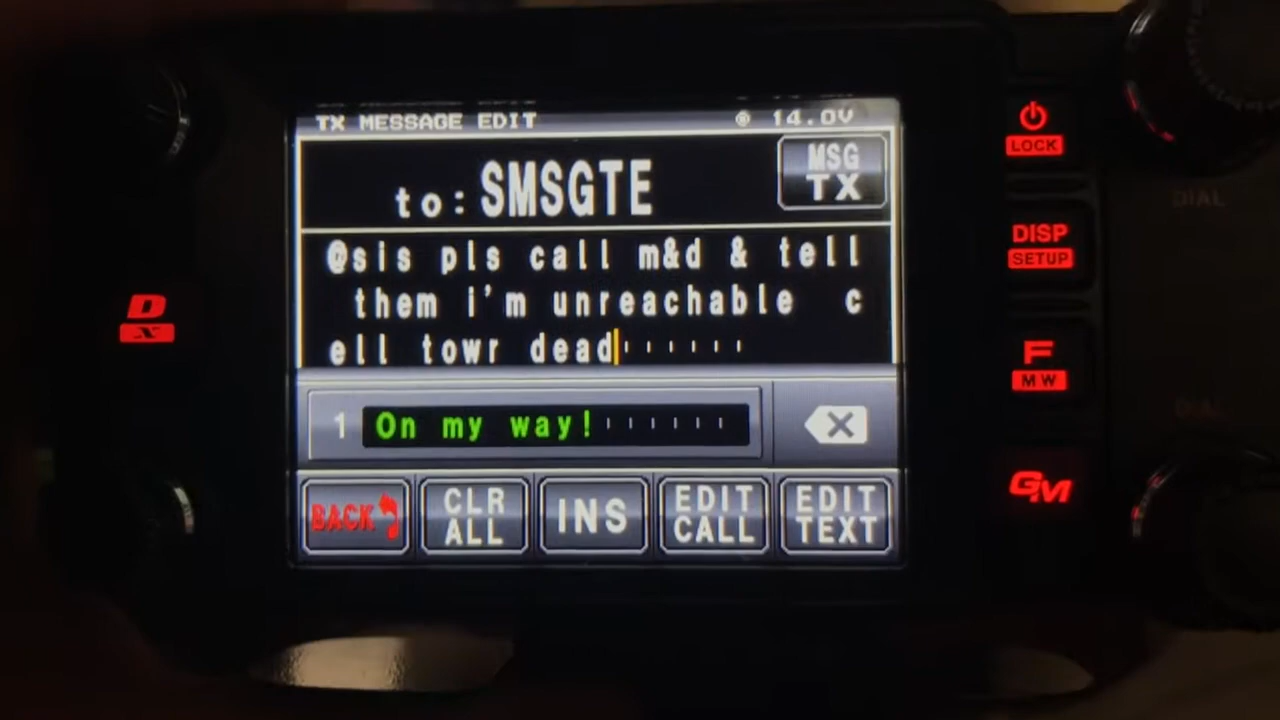 TX MESSAGE EDIT 14.0V
to: SMSGTE MSG TX
@sis pls call m&d & tell
them i'm unreachable c
ell towr dead
1 On my way!
BACK CLR ALL INS EDIT CALL EDIT TEXT
D
X
LOCK
DISP
SETUP
F
MW
GM
DIAL